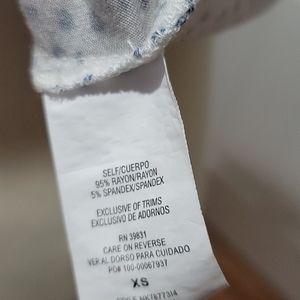 SELF/CUERPO
95% RAYON/RAYON
5% SPANDEX/SPANDEX
EXCLUSIVE OF TRIMS
EXCLUSIVO DE ADORNOS
RN 39831
CARE ON REVERSE
VER AL DORSO PARA CUIDADO
PO# 100-00067937
XS